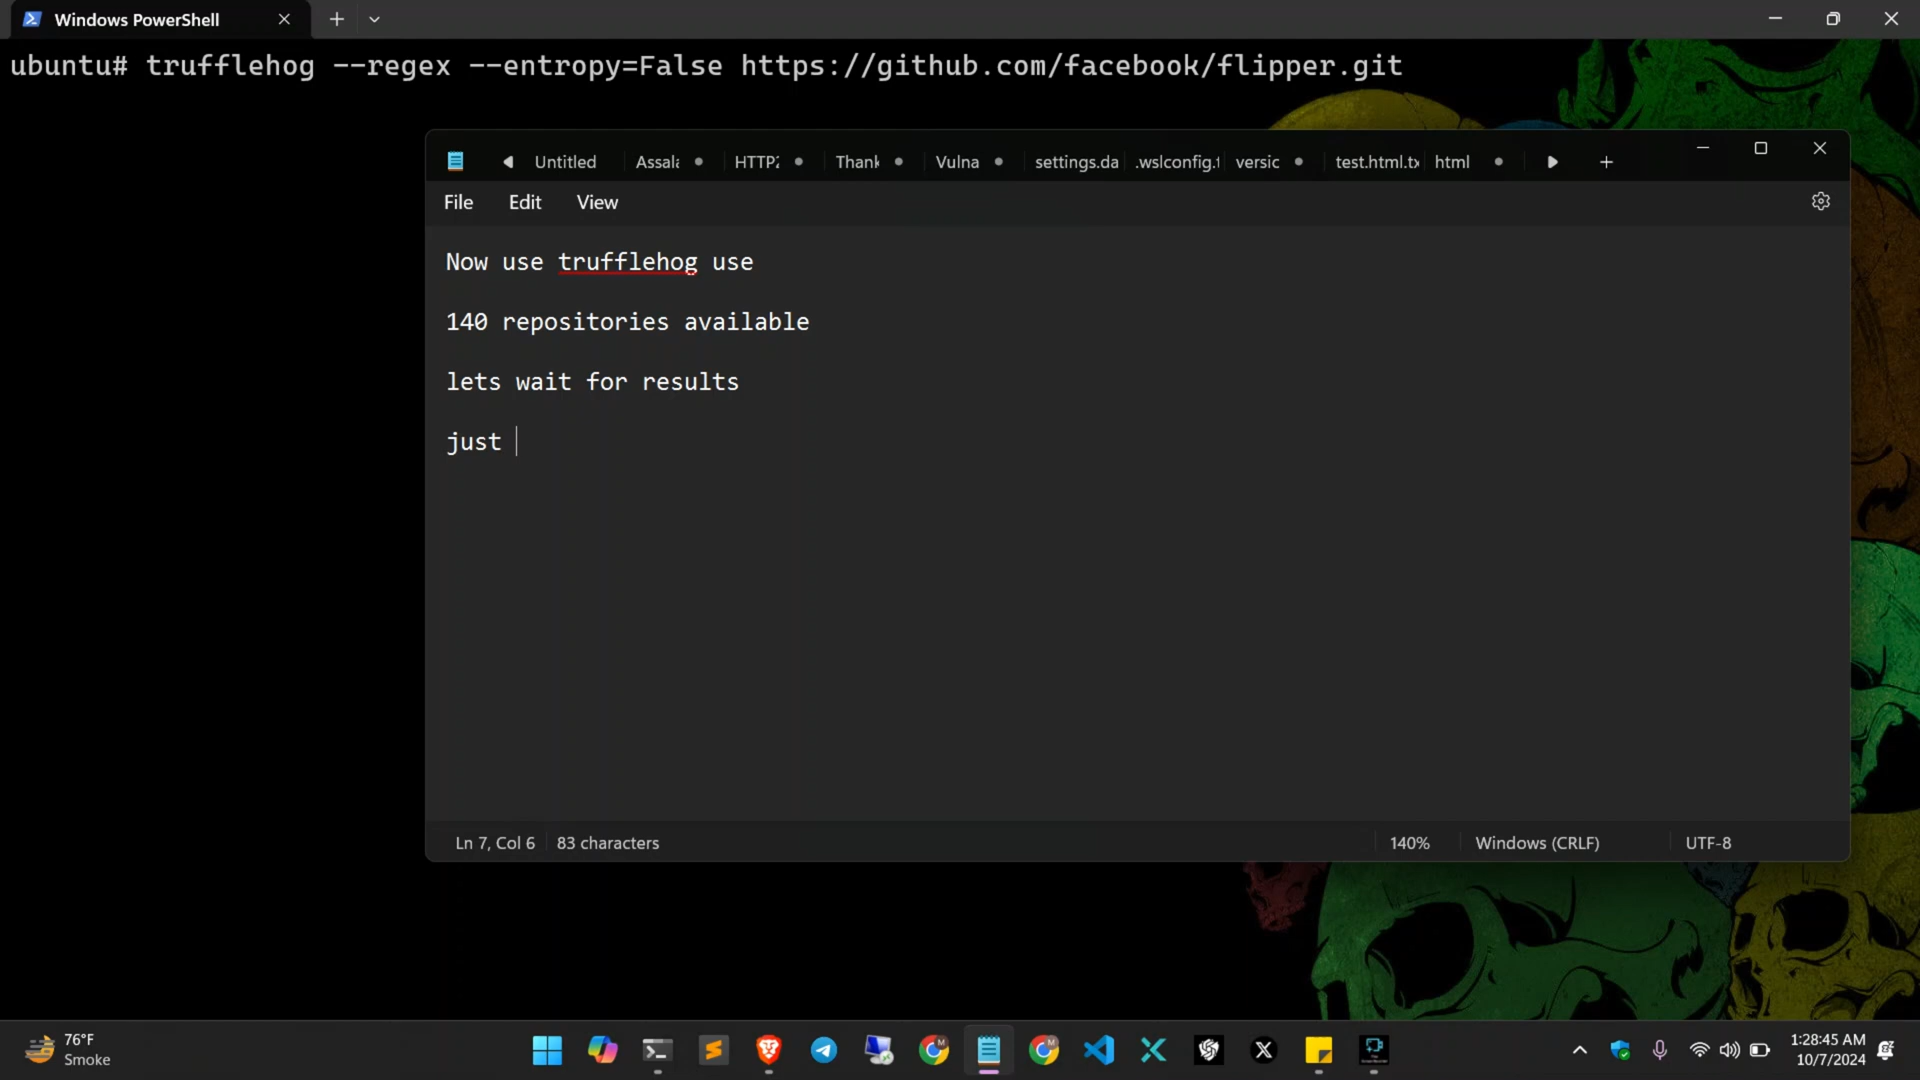 Windows PowerShell
ubuntu# trufflehog --regex --entropy=False https://github.com/facebook/flipper.git
Untitled Assala HTTP2 Thank Vulna settings.da .wslconfig.t versic test.html.tx html
File Edit View
Now use trufflehog use
140 repositories available
lets wait for results
just
Ln 7, Col 6 83 characters 140% Windows (CRLF) UTF-8
76°F
Smoke
1:28:45 AM
10/7/2024